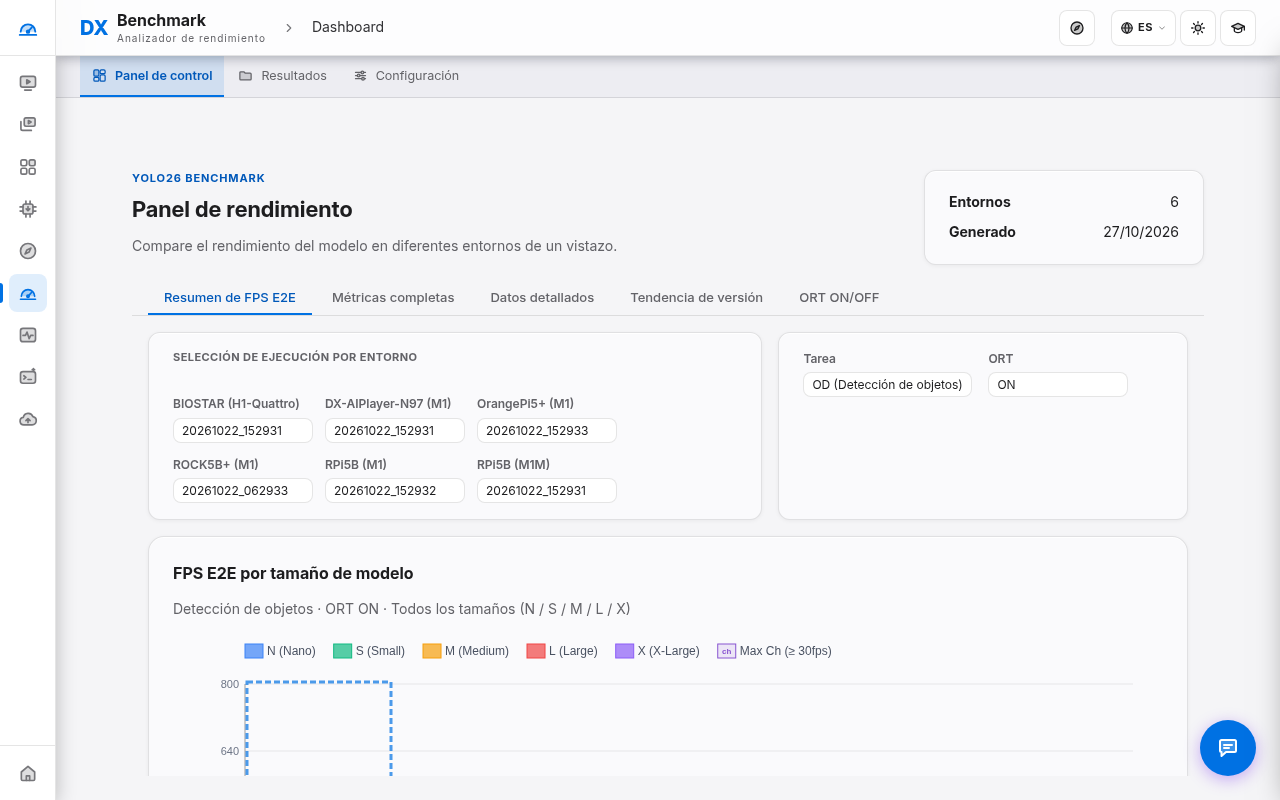 DX Benchmark
Analizador de rendimiento
Dashboard
ES
Panel de control
Resultados
Configuración
YOLO26 BENCHMARK
Panel de rendimiento
Compare el rendimiento del modelo en diferentes entornos de un vistazo.
Entornos 6
Generado 27/10/2026
Resumen de FPS E2E
Métricas completas
Datos detallados
Tendencia de versión
ORT ON/OFF
SELECCIÓN DE EJECUCIÓN POR ENTORNO
BIOSTAR (H1-Quattro)
DX-AIPlayer-N97 (M1)
OrangePi5+ (M1)
20261022_152931
20261022_152931
20261022_152933
ROCK5B+ (M1)
RPi5B (M1)
RPi5B (M1M)
20261022_062933
20261022_152932
20261022_152931
Tarea
ORT
OD (Detección de objetos)
ON
FPS E2E por tamaño de modelo
Detección de objetos · ORT ON · Todos los tamaños (N / S / M / L / X)
N (Nano)
S (Small)
M (Medium)
L (Large)
X (X-Large)
ch Max Ch (≥ 30fps)
800
640